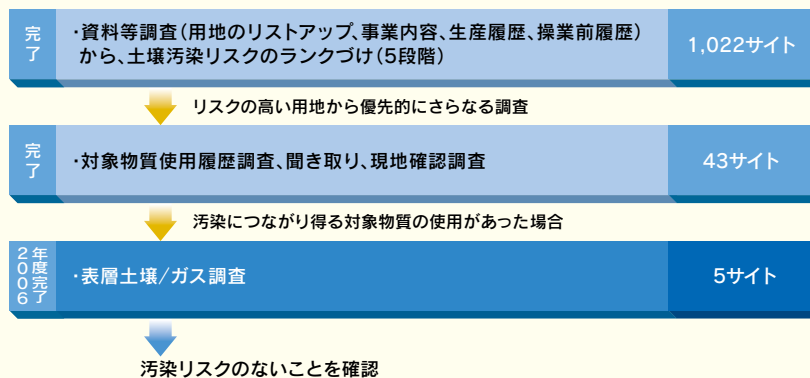 完了
・資料等調査(用地のリストアップ、事業内容、生産履歴、操業前履歴)
から、土壌汚染リスクのランクづけ(5段階)
1,022サイト
リスクの高い用地から優先的にさらなる調査
完了
・対象物質使用履歴調査、聞き取り、現地確認調査
43サイト
汚染につながり得る対象物質の使用があった場合
2006
年度完了
・表層土壌/ガス調査
5サイト
汚染リスクのないことを確認